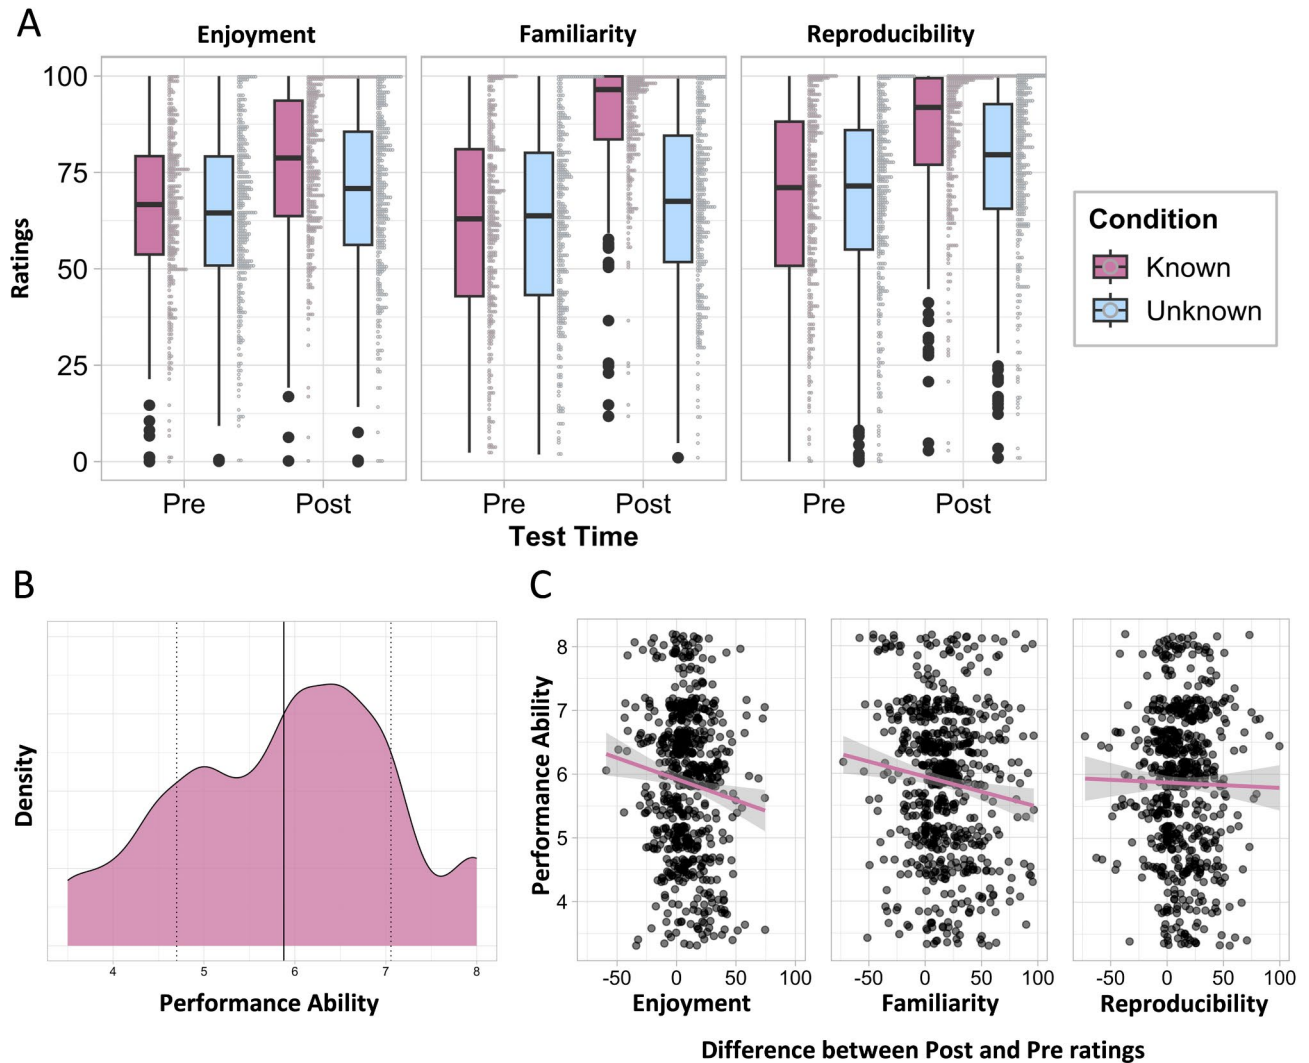 A
Enjoyment Familiarity Reproducibility
100
75
50
25
0
Ratings
Pre Post Pre Post Pre Post
Test Time
Condition
Known
Unknown
B
Density
4 5 6 7 8
Performance Ability
C
8
7
6
5
4
Performance Ability
-50 0 50 100 -50 0 50 100 -50 0 50 100
Enjoyment Familiarity Reproducibility
Difference between Post and Pre ratings